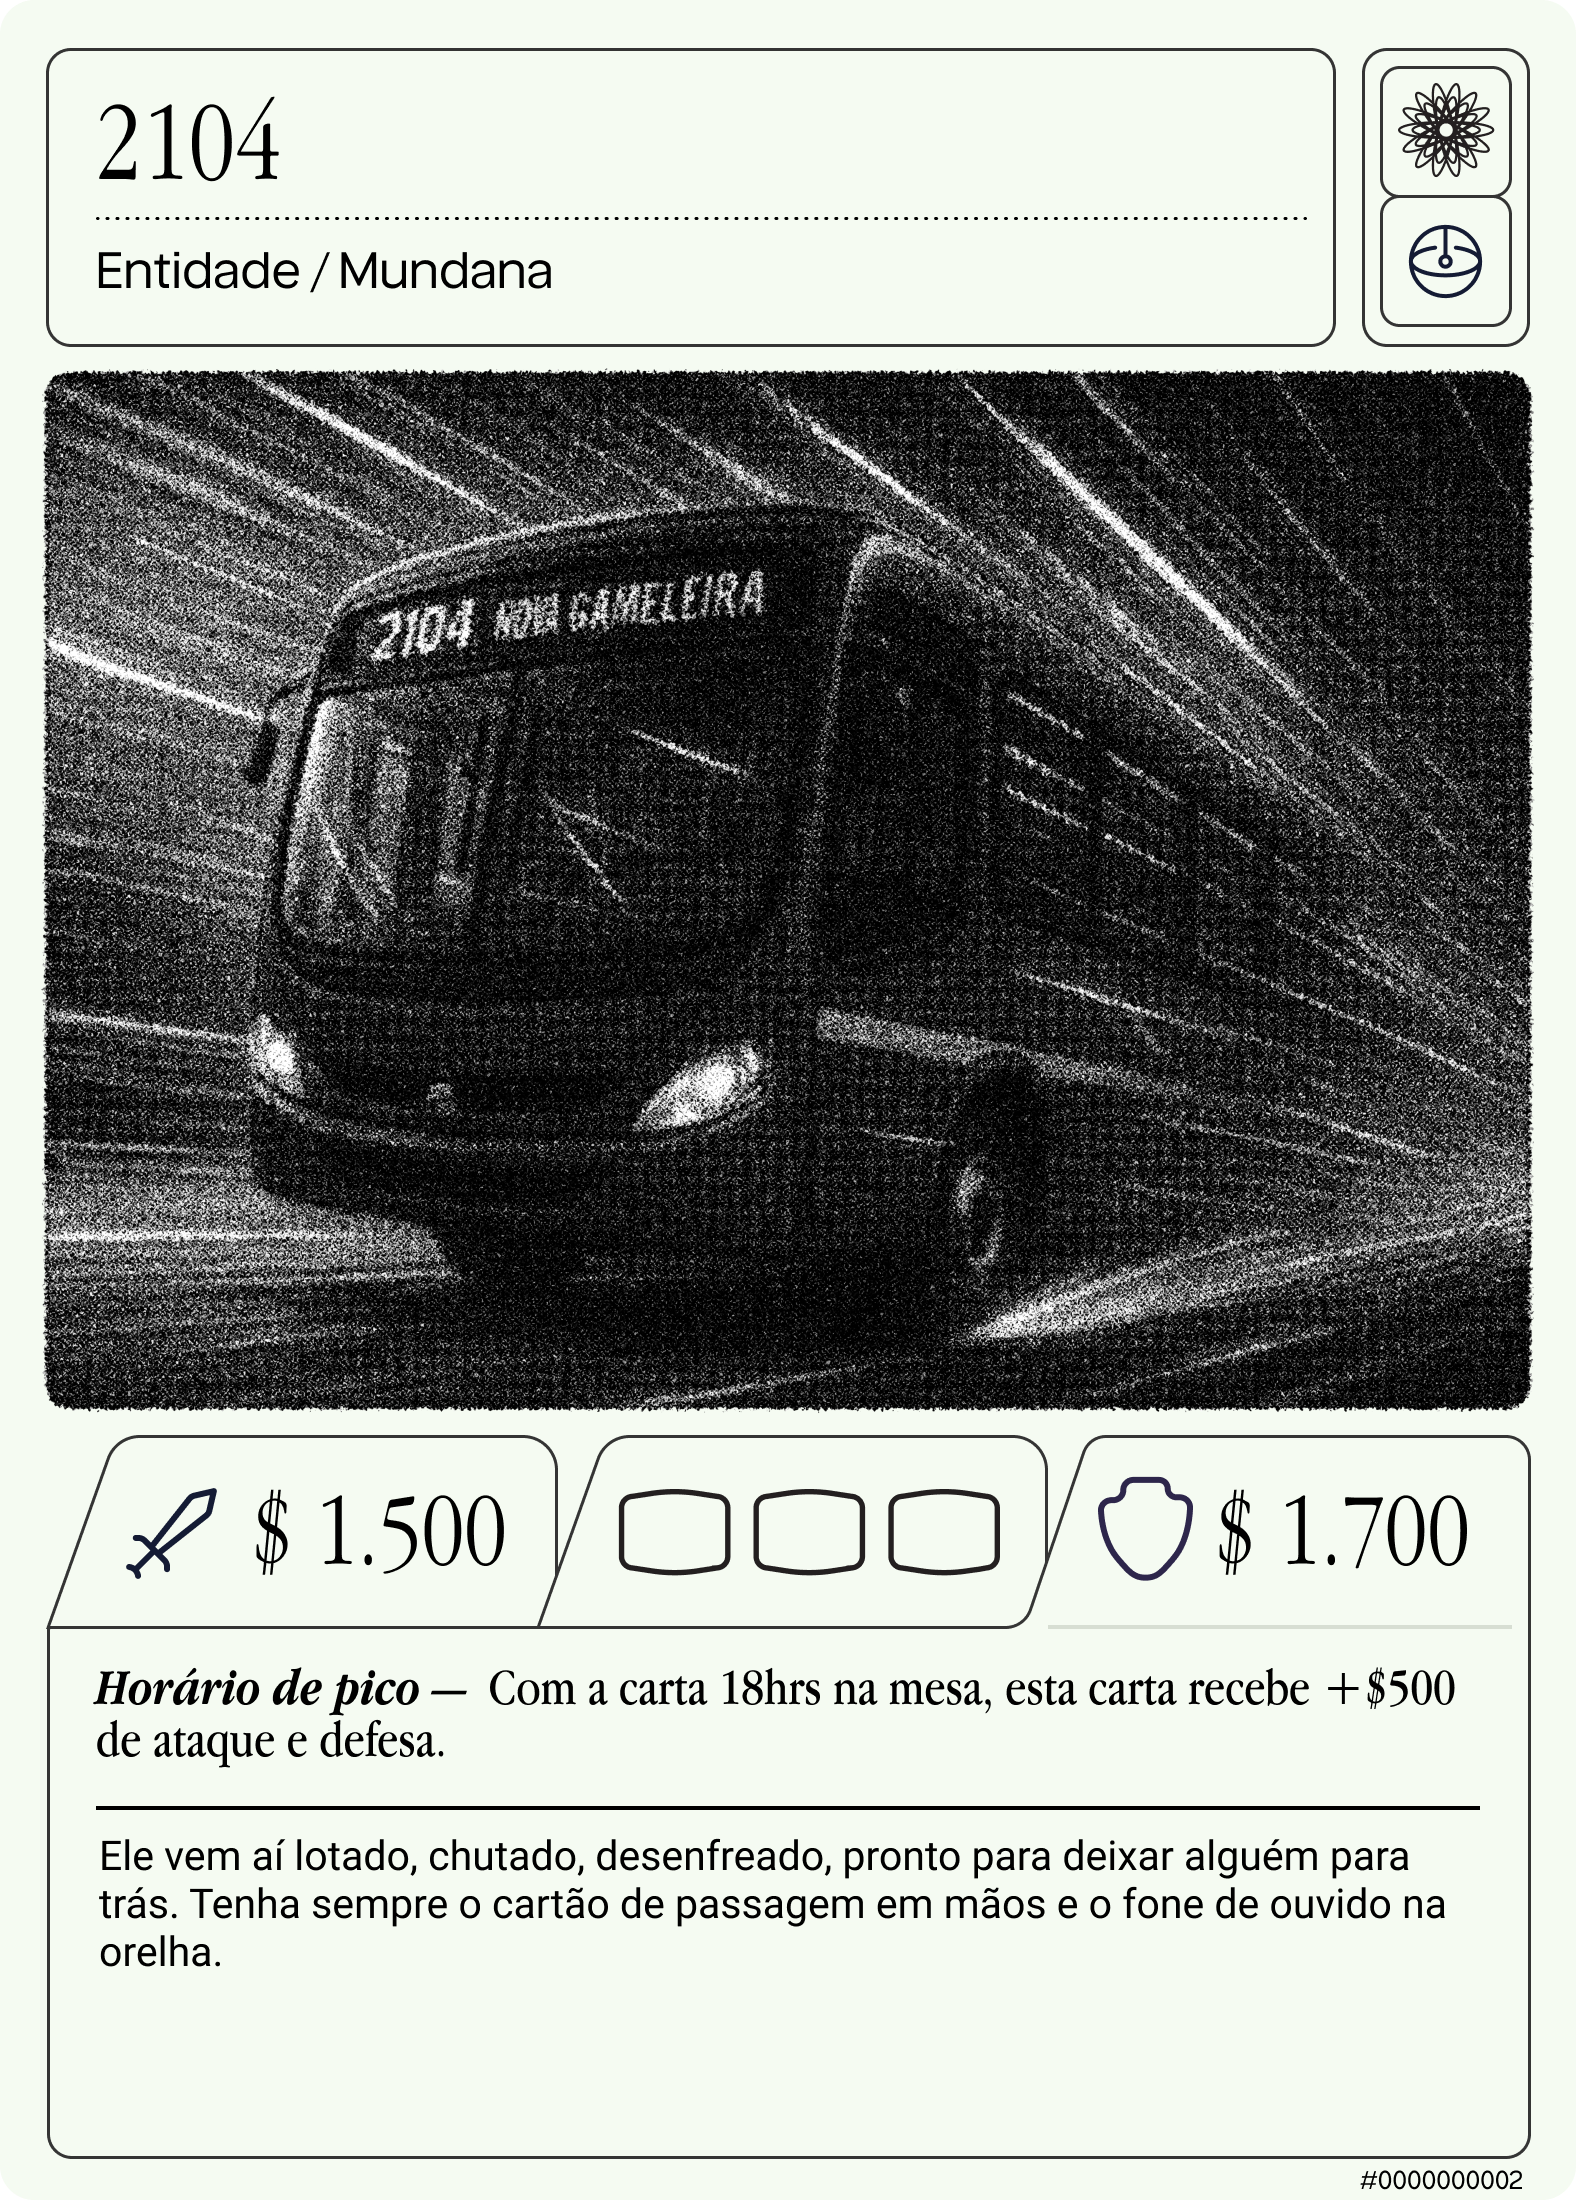 2104
Entidade / Mundana
2104 NOVA GAMELEIRA
$ 1.500
$ 1.700
Horário de pico — Com a carta 18hrs na mesa, esta carta recebe +$500
de ataque e defesa.
Ele vem aí lotado, chutado, desenfreado, pronto para deixar alguém para
trás. Tenha sempre o cartão de passagem em mãos e o fone de ouvido na
orelha.
#0000000002